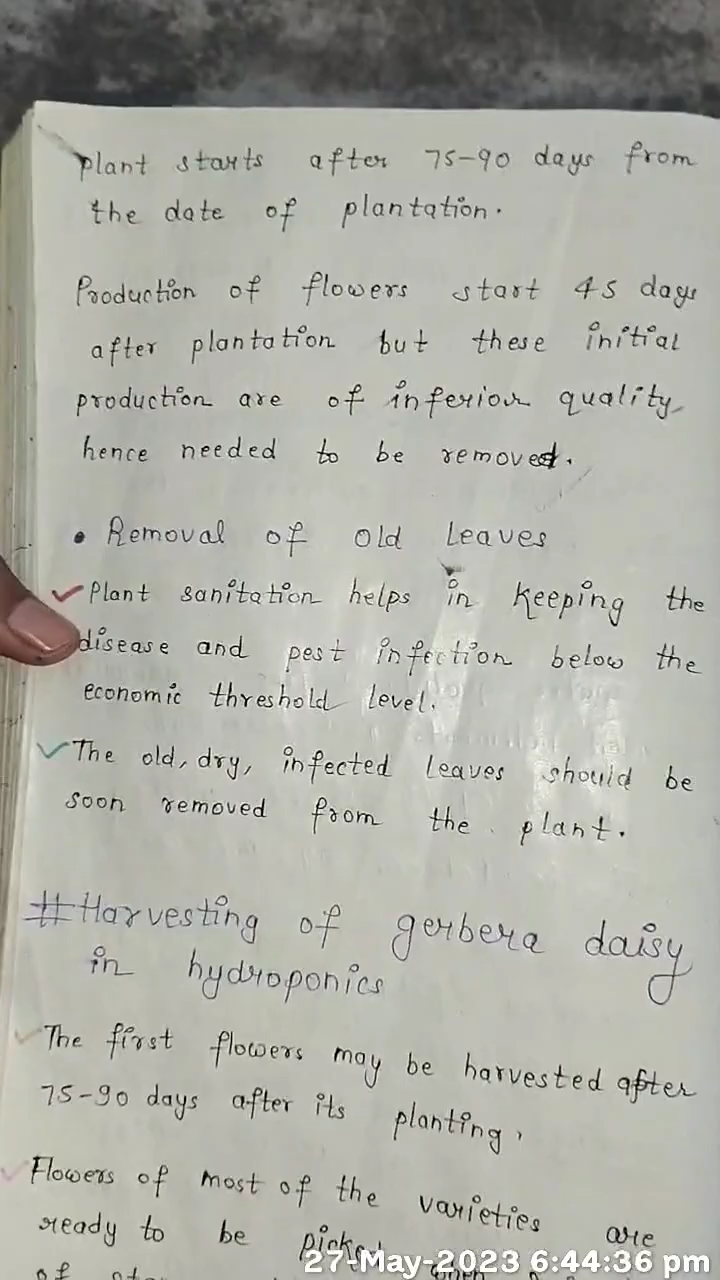 plant starts after 75-90 days from
the date of plantation.
Production of flowers start 45 days
after plantation but these initial
production are of inferiour quality
hence needed to be removed.
• Removal of old leaves
✓ Plant sanitation helps in keeping the
disease and pest infection below the
economic threshold level.
✓ The old, dry, infected leaves should be
soon removed from the plant.
# Harvesting of gerbera daisy
in hydroponics
✓ The first flowers may be harvested after
75-90 days after its planting,
✓ Flowers of most of the varieties are
ready to be picked when
of
27-May-2023 6:44:36 pm